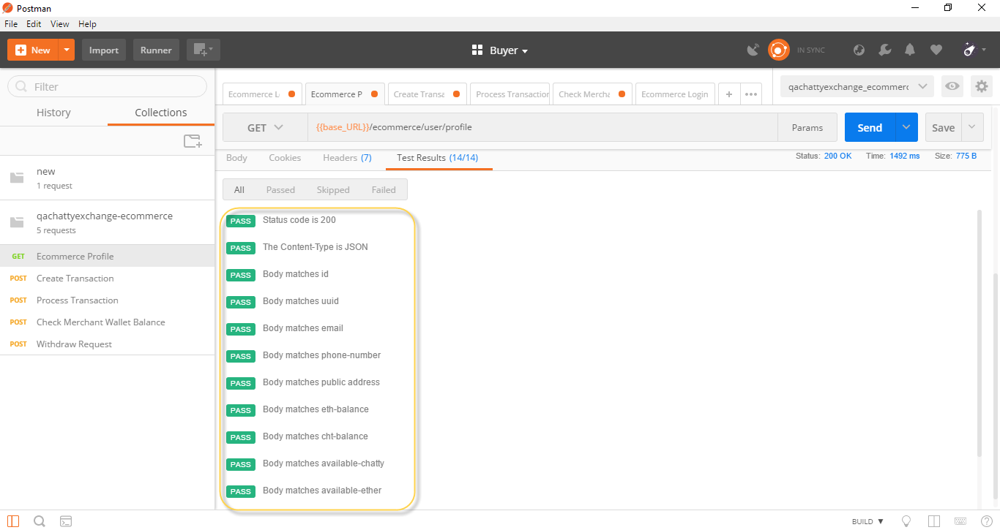 Postman
File Edit View Help
New Import Runner Buyer IN SYNC
Filter
History Collections
new
1 request
qachattyexchange-ecommerce
5 requests
GET Ecommerce Profile
POST Create Transaction
POST Process Transaction
POST Check Merchant Wallet Balance
POST Withdraw Request
Ecommerce L Ecommerce P Create Transa Process Transaction Check Mercha Ecommerce Login + •••
qachattyexchange_ecommerc
GET {{base_URL}}/ecommerce/user/profile Params Send Save
Body Cookies Headers (7) Test Results (14/14) Status: 200 OK Time: 1492 ms Size: 775 B
All Passed Skipped Failed
PASS Status code is 200
PASS The Content-Type is JSON
PASS Body matches id
PASS Body matches uuid
PASS Body matches email
PASS Body matches phone-number
PASS Body matches public address
PASS Body matches eth-balance
PASS Body matches cht-balance
PASS Body matches available-chatty
PASS Body matches available-ether
BUILD